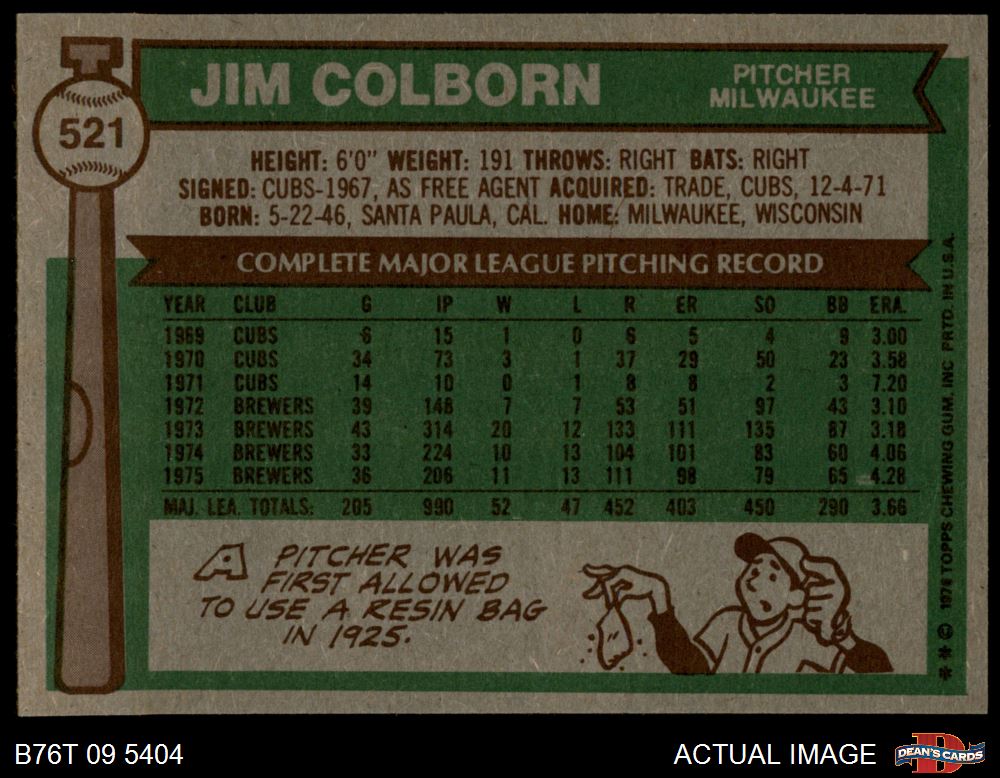 JIM COLBORN
PITCHER
MILWAUKEE
521
HEIGHT: 6'0" WEIGHT: 191 THROWS: RIGHT BATS: RIGHT
SIGNED: CUBS-1967, AS FREE AGENT ACQUIRED: TRADE, CUBS, 12-4-71
BORN: 5-22-46, SANTA PAULA, CAL. HOME: MILWAUKEE, WISCONSIN
COMPLETE MAJOR LEAGUE PITCHING RECORD
YEAR CLUB G IP W L R ER SO BB ERA.
1969 CUBS 6 15 1 0 6 5 4 9 3.00
1970 CUBS 34 73 3 1 37 29 50 23 3.58
1971 CUBS 14 10 0 1 8 8 2 3 7.20
1972 BREWERS 39 148 7 7 53 51 97 43 3.10
1973 BREWERS 43 314 20 12 133 111 135 87 3.18
1974 BREWERS 33 224 10 13 104 101 83 60 4.06
1975 BREWERS 36 206 11 13 111 98 79 65 4.28
MAJ. LEA. TOTALS: 205 990 52 47 452 403 450 290 3.66
A PITCHER WAS
FIRST ALLOWED
TO USE A RESIN BAG
IN 1925.
* * © 1976 TOPPS CHEWING GUM, INC PRTD. IN U.S.A.
B76T 09 5404
ACTUAL IMAGE
DEAN'S CARDS